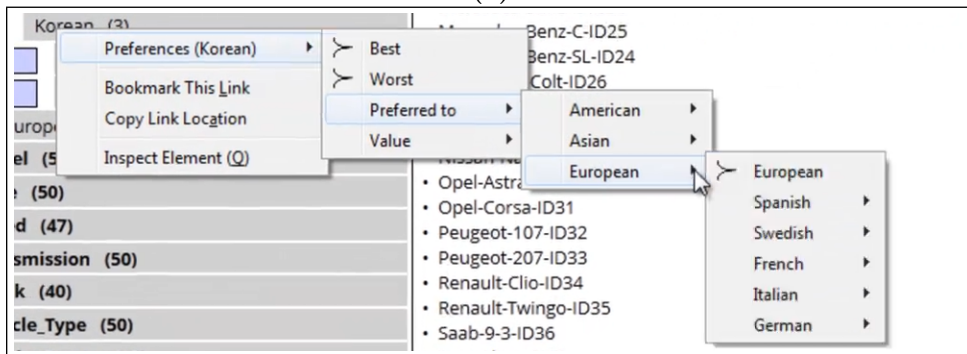 Korean (3)
Preferences (Korean)
Bookmark This Link
Copy Link Location
Inspect Element (Q)
Best
Worst
Preferred to
Value
American
Asian
European
European
Spanish
Swedish
French
Italian
German
(50)
(47)
smission (50)
(40)
cle_Type (50)
Benz-C-ID25
Benz-SL-ID24
Colt-ID26
• Opel-Astra
• Opel-Corsa-ID31
• Peugeot-107-ID32
• Peugeot-207-ID33
• Renault-Clio-ID34
• Renault-Twingo-ID35
• Saab-9-3-ID36